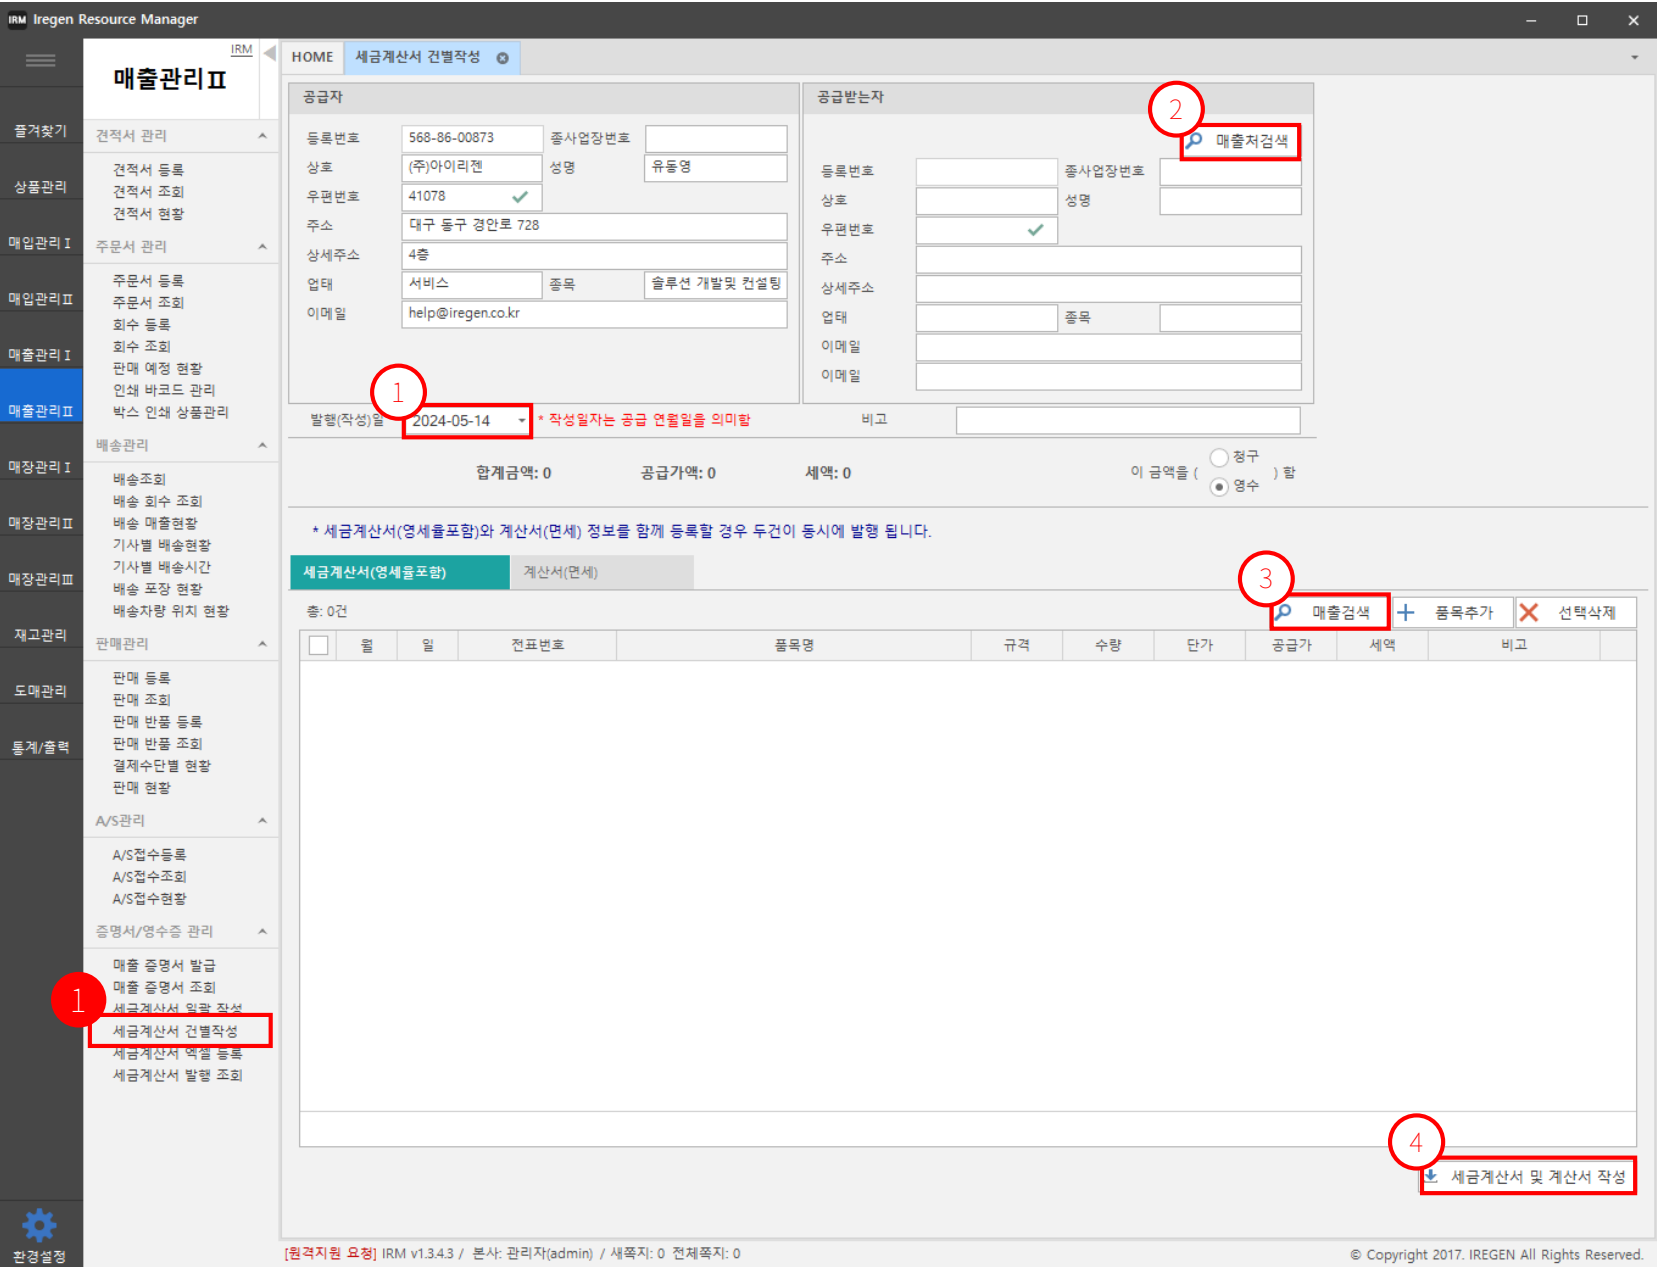 IRM Iregen Resource Manager
IRM
매출관리Ⅱ
즐겨찾기
상품관리
매입관리Ⅰ
매입관리Ⅱ
매출관리Ⅰ
매출관리Ⅱ
매장관리Ⅰ
매장관리Ⅱ
매장관리Ⅲ
재고관리
도매관리
통계/출력
환경설정
견적서 관리
견적서 등록
견적서 조회
견적서 현황
주문서 관리
주문서 등록
주문서 조회
회수 등록
회수 조회
판매 예정 현황
인쇄 바코드 관리
박스 인쇄 상품관리
배송관리
배송조회
배송 회수 조회
배송 매출현황
기사별 배송현황
기사별 배송시간
배송 포장 현황
배송차량 위치 현황
판매관리
판매 등록
판매 조회
판매 반품 등록
판매 반품 조회
결제수단별 현황
판매 현황
A/S관리
A/S접수등록
A/S접수조회
A/S접수현황
증명서/영수증 관리
매출 증명서 발급
매출 증명서 조회
세금계산서 일괄 작성
1
세금계산서 건별작성
세금계산서 엑셀 등록
세금계산서 발행 조회
HOME 세금계산서 건별작성
공급자
등록번호 568-86-00873 종사업장번호
상호 (주)아이리젠 성명 유동영
우편번호 41078
주소 대구 동구 경안로 728
상세주소 4층
업태 서비스 종목 솔루션 개발및 컨설팅
이메일 help@iregen.co.kr
공급받는자
2
매출처검색
등록번호 종사업장번호
상호 성명
우편번호
주소
상세주소
업태 종목
이메일
이메일
1
발행(작성)일 2024-05-14 * 작성일자는 공급 연월일을 의미함 비고
합계금액: 0 공급가액: 0 세액: 0 이 금액을 ( 청구 영수 ) 함
* 세금계산서(영세율포함)와 계산서(면세) 정보를 함께 등록할 경우 두건이 동시에 발행 됩니다.
세금계산서(영세율포함) 계산서(면세)
3
총: 0건 매출검색 품목추가 선택삭제
월 일 전표번호 품목명 규격 수량 단가 공급가 세액 비고
4
세금계산서 및 계산서 작성
[원격지원 요청] IRM v1.3.4.3 / 본사: 관리자(admin) / 새쪽지: 0 전체쪽지: 0
© Copyright 2017. IREGEN All Rights Reserved.